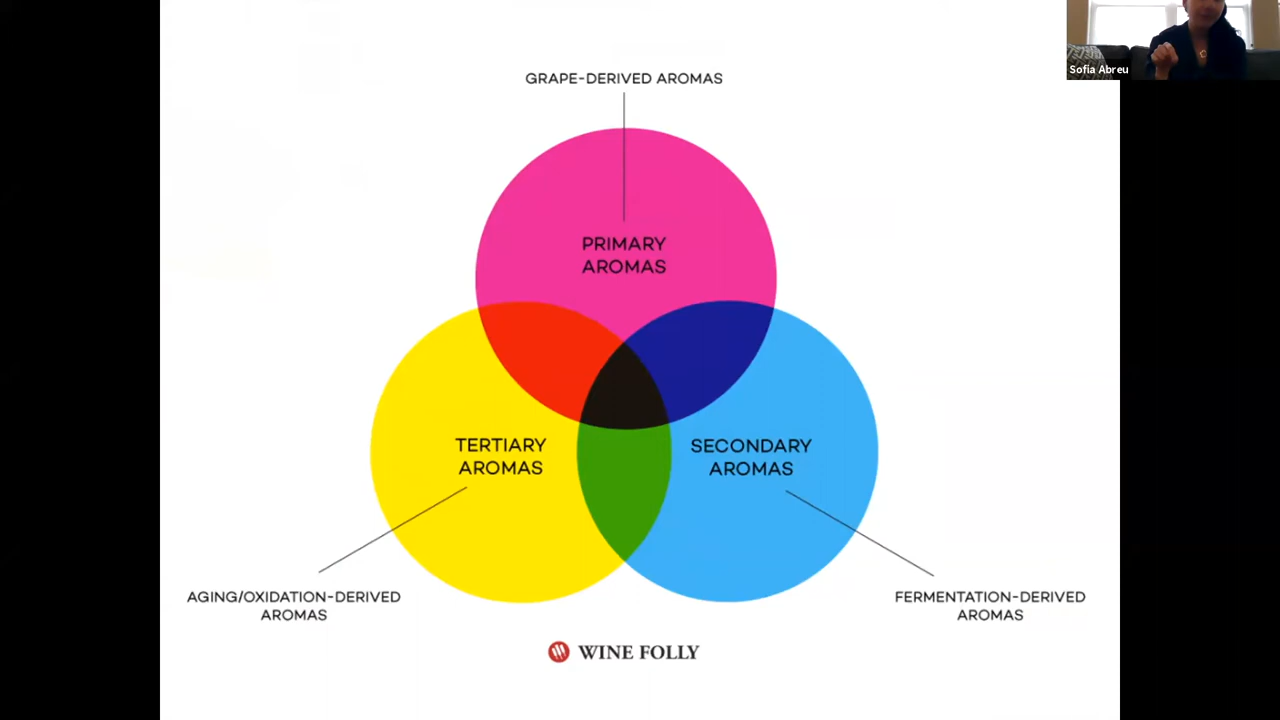 Sofia Abreu
GRAPE-DERIVED AROMAS
PRIMARY
AROMAS
TERTIARY
AROMAS
SECONDARY
AROMAS
AGING/OXIDATION-DERIVED
AROMAS
FERMENTATION-DERIVED
AROMAS
WINE FOLLY